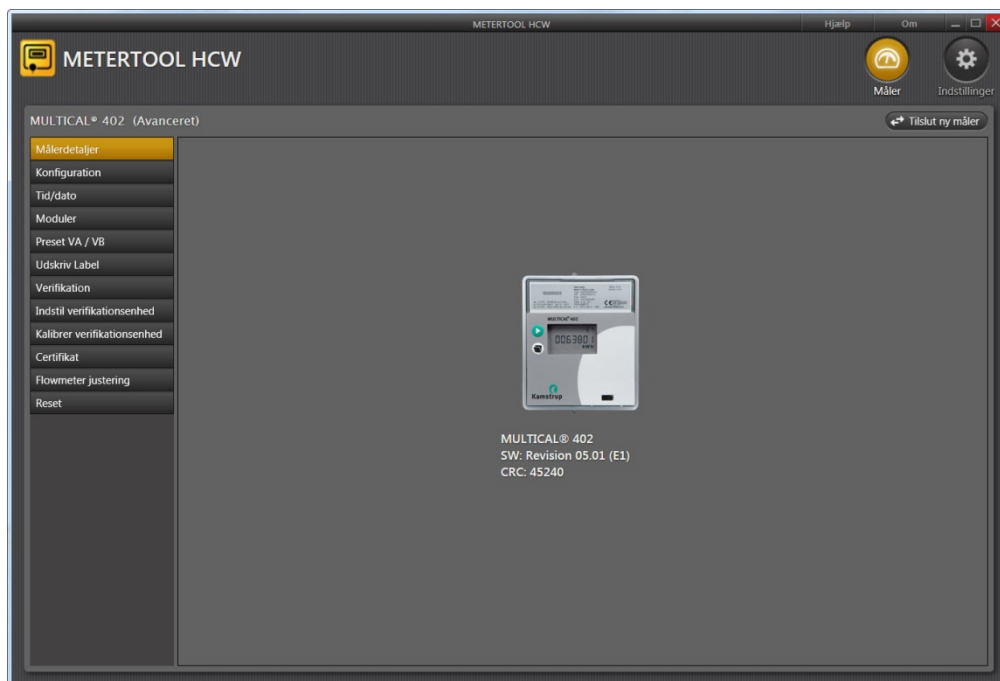 METERTOOL HCW
Hjælp
Om
METERTOOL HCW
Måler
Indstillinger
MULTICAL® 402 (Avanceret)
Tilslut ny måler
Målerdetaljer
Konfiguration
Tid/dato
Moduler
Preset VA / VB
Udskriv Label
Verifikation
Indstil verifikationsenhed
Kalibrer verifikationsenhed
Certifikat
Flowmeter justering
Reset
MULTICAL® 402
0063801
Kamstrup
MULTICAL® 402
SW: Revision 05.01 (E1)
CRC: 45240